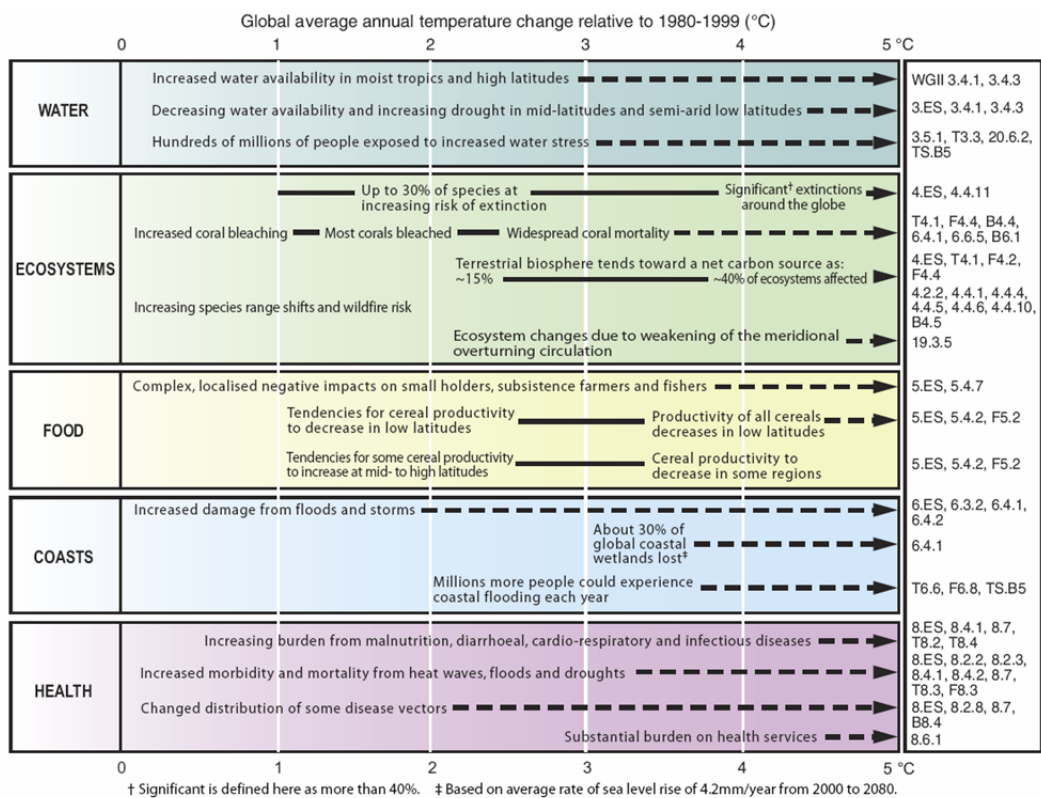 Global average annual temperature change relative to 1980-1999 (°C)
0 1 2 3 4 5 °C
WATER
Increased water availability in moist tropics and high latitudes
WGII 3.4.1, 3.4.3
Decreasing water availability and increasing drought in mid-latitudes and semi-arid low latitudes
3.ES, 3.4.1, 3.4.3
Hundreds of millions of people exposed to increased water stress
3.5.1, T3.3, 20.6.2,
TS.B5
ECOSYSTEMS
Up to 30% of species at
increasing risk of extinction
Significant† extinctions
around the globe
4.ES, 4.4.11
Increased coral bleaching Most corals bleached Widespread coral mortality
T4.1, F4.4, B4.4,
6.4.1, 6.6.5, B6.1
Terrestrial biosphere tends toward a net carbon source as:
~15% ~40% of ecosystems affected
4.ES, T4.1, F4.2,
F4.4
Increasing species range shifts and wildfire risk
4.2.2, 4.4.1, 4.4.4,
4.4.5, 4.4.6, 4.4.10,
B4.5
Ecosystem changes due to weakening of the meridional
overturning circulation
19.3.5
FOOD
Complex, localised negative impacts on small holders, subsistence farmers and fishers
5.ES, 5.4.7
Tendencies for cereal productivity
to decrease in low latitudes
Productivity of all cereals
decreases in low latitudes
5.ES, 5.4.2, F5.2
Tendencies for some cereal productivity
to increase at mid- to high latitudes
Cereal productivity to
decrease in some regions
5.ES, 5.4.2, F5.2
COASTS
Increased damage from floods and storms
6.ES, 6.3.2, 6.4.1,
6.4.2
About 30% of
global coastal
wetlands lost‡
6.4.1
Millions more people could experience
coastal flooding each year
T6.6, F6.8, TS.B5
HEALTH
Increasing burden from malnutrition, diarrhoeal, cardio-respiratory and infectious diseases
8.ES, 8.4.1, 8.7,
T8.2, T8.4
Increased morbidity and mortality from heat waves, floods and droughts
8.ES, 8.2.2, 8.2.3,
8.4.1, 8.4.2, 8.7,
T8.3, F8.3
Changed distribution of some disease vectors
8.ES, 8.2.8, 8.7,
B8.4
Substantial burden on health services
8.6.1
0 1 2 3 4 5 °C
† Significant is defined here as more than 40%. ‡ Based on average rate of sea level rise of 4.2mm/year from 2000 to 2080.